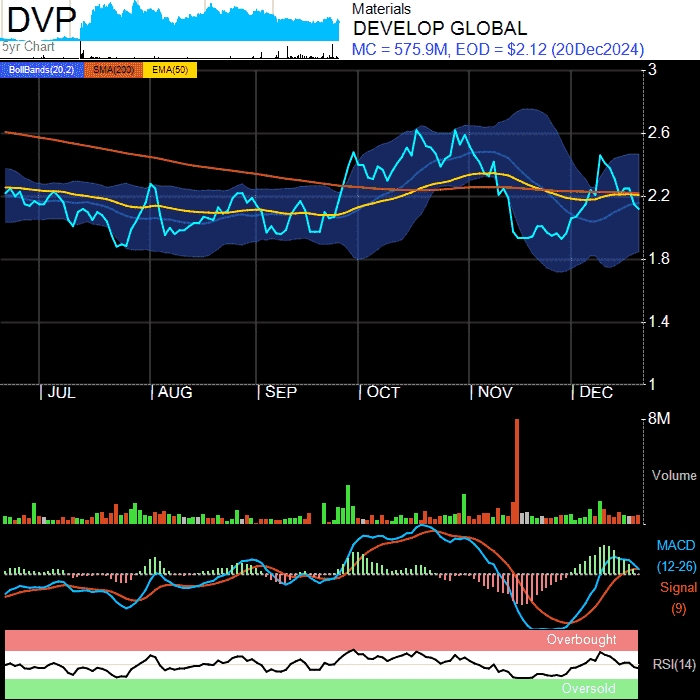 DVP
5yr Chart
Materials
DEVELOP GLOBAL
MC = 575.9M, EOD = $2.12 (20Dec2024)
BollBands(20,2) SMA(200) EMA(50)
3
2.6
2.2
1.8
1.4
1
JUL AUG SEP OCT NOV DEC
8M
Volume
MACD
(12-26)
Signal
(9)
Overbought
RSI(14)
Oversold